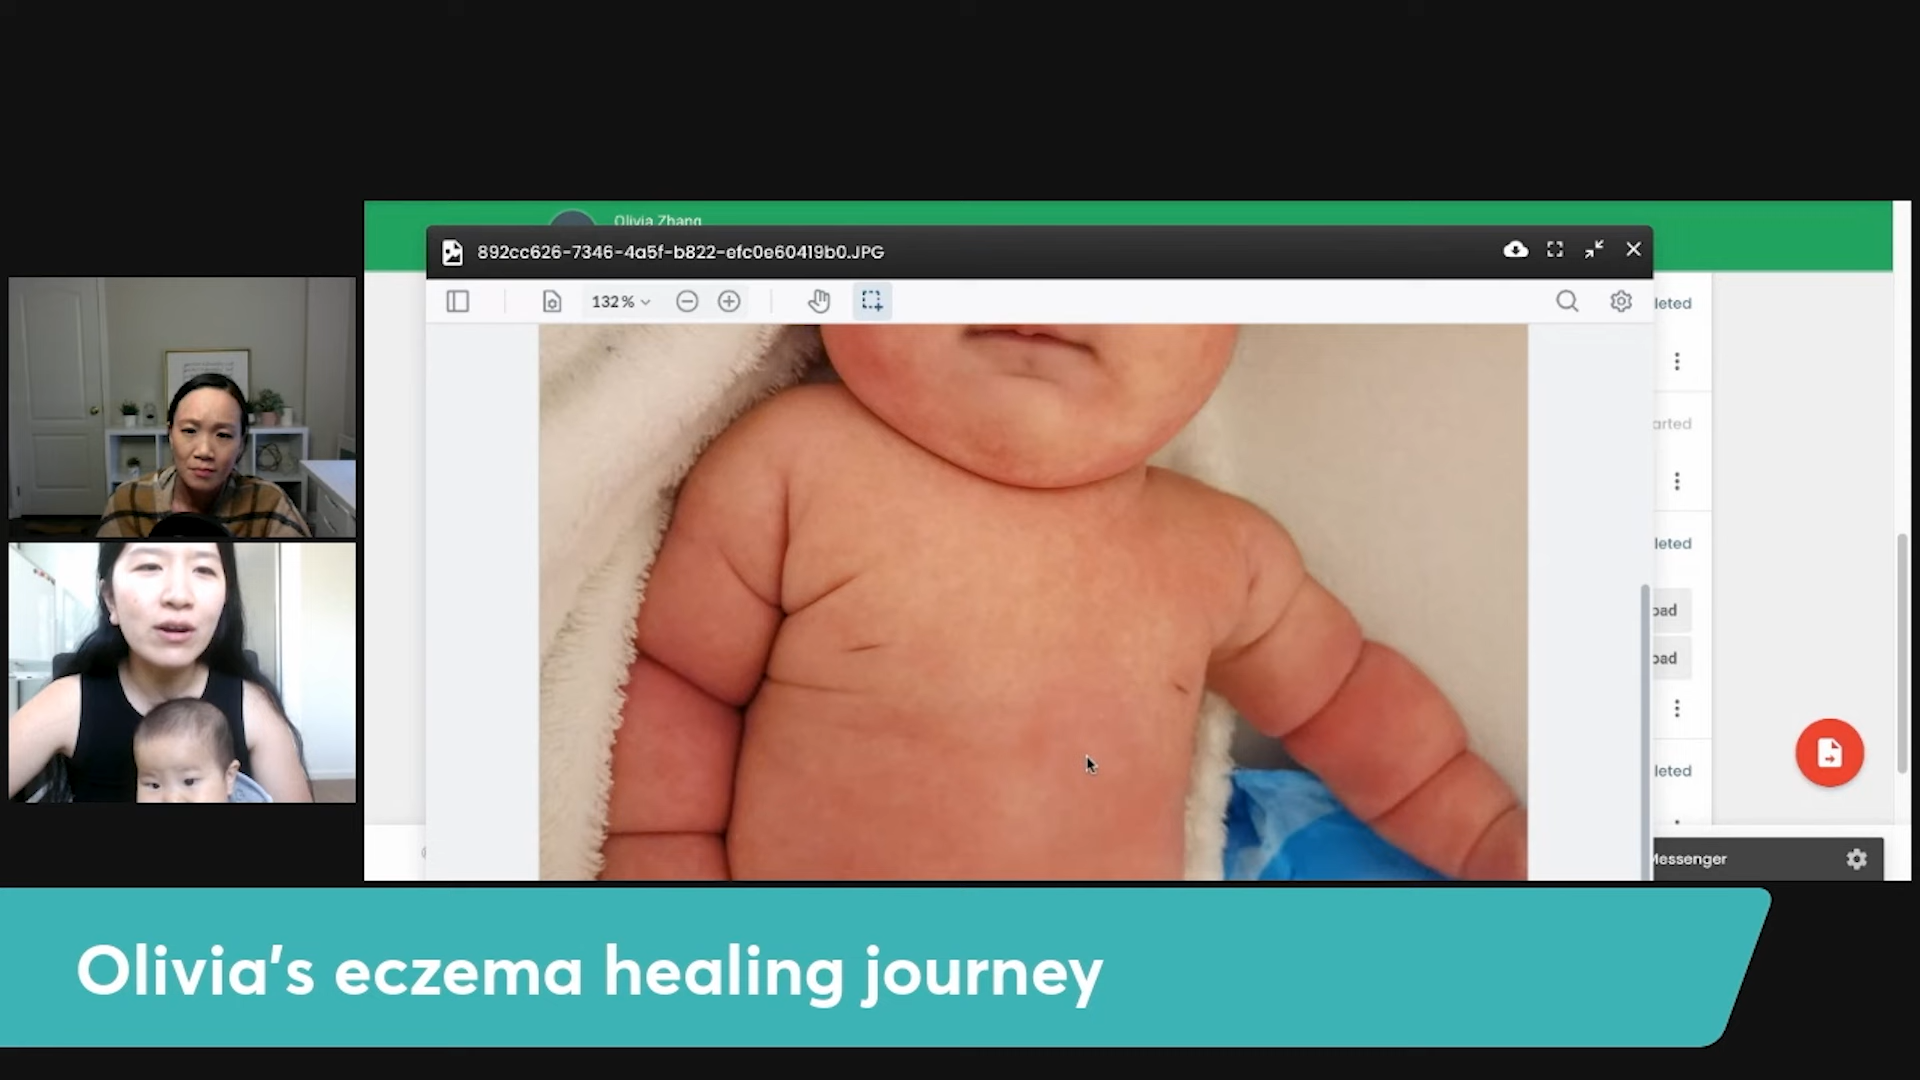 Olivia Zhang
892cc626-7346-4a5f-b822-efc0e60419b0.JPG
132%
leted
arted
leted
oad
oad
leted
Messenger
Olivia's eczema healing journey